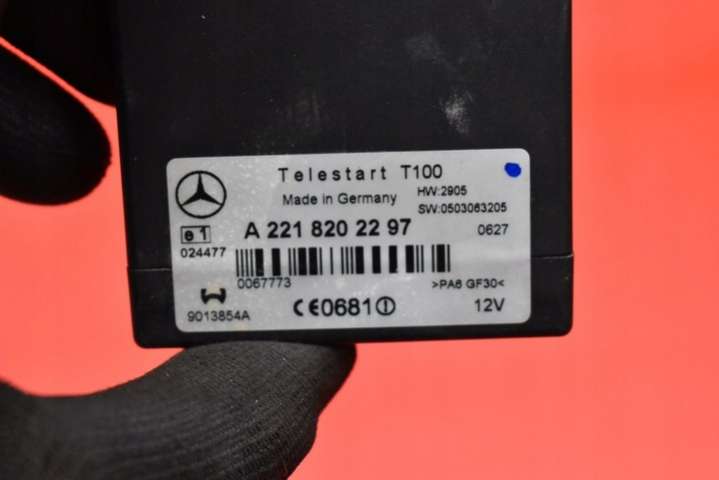 Telestart T100
Made in Germany
HW:2905
SW:0503063205
e1
A 221 820 22 97
0627
024477
0067773
>PA6 GF30<
9013854A
CE0681
12V